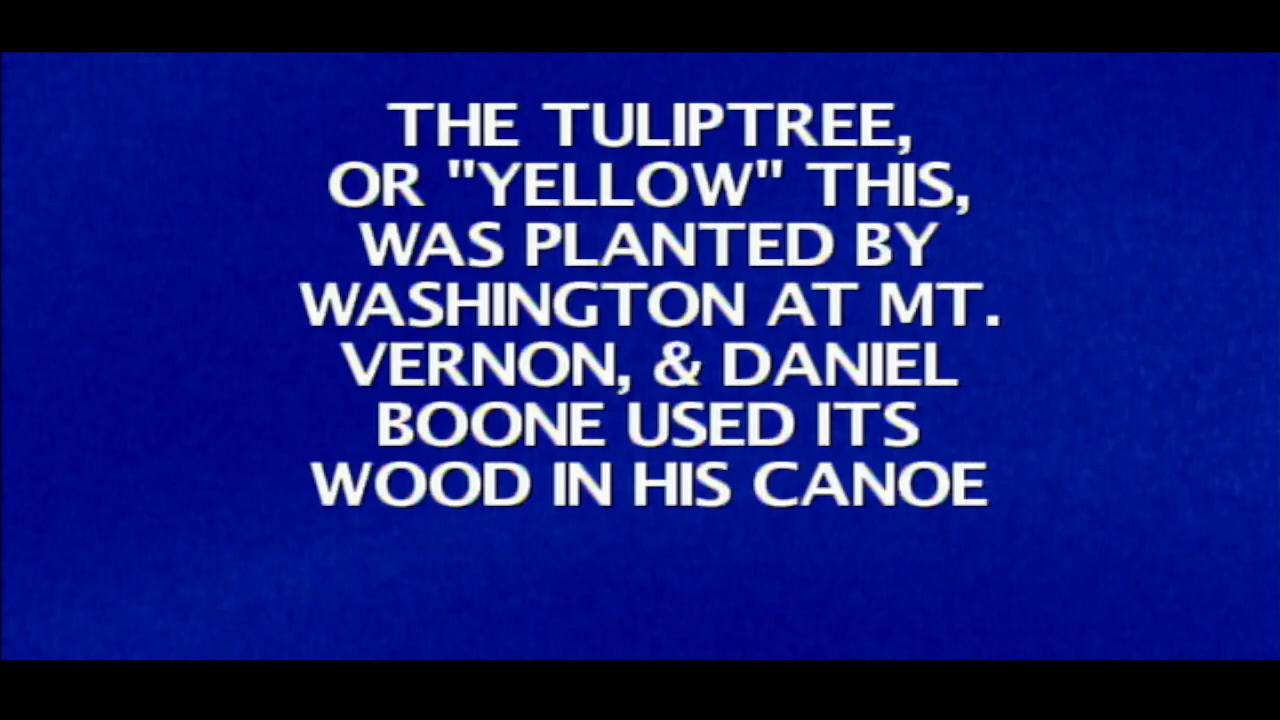 THE TULIPTREE,
OR "YELLOW" THIS,
WAS PLANTED BY
WASHINGTON AT MT.
VERNON, & DANIEL
BOONE USED ITS
WOOD IN HIS CANOE